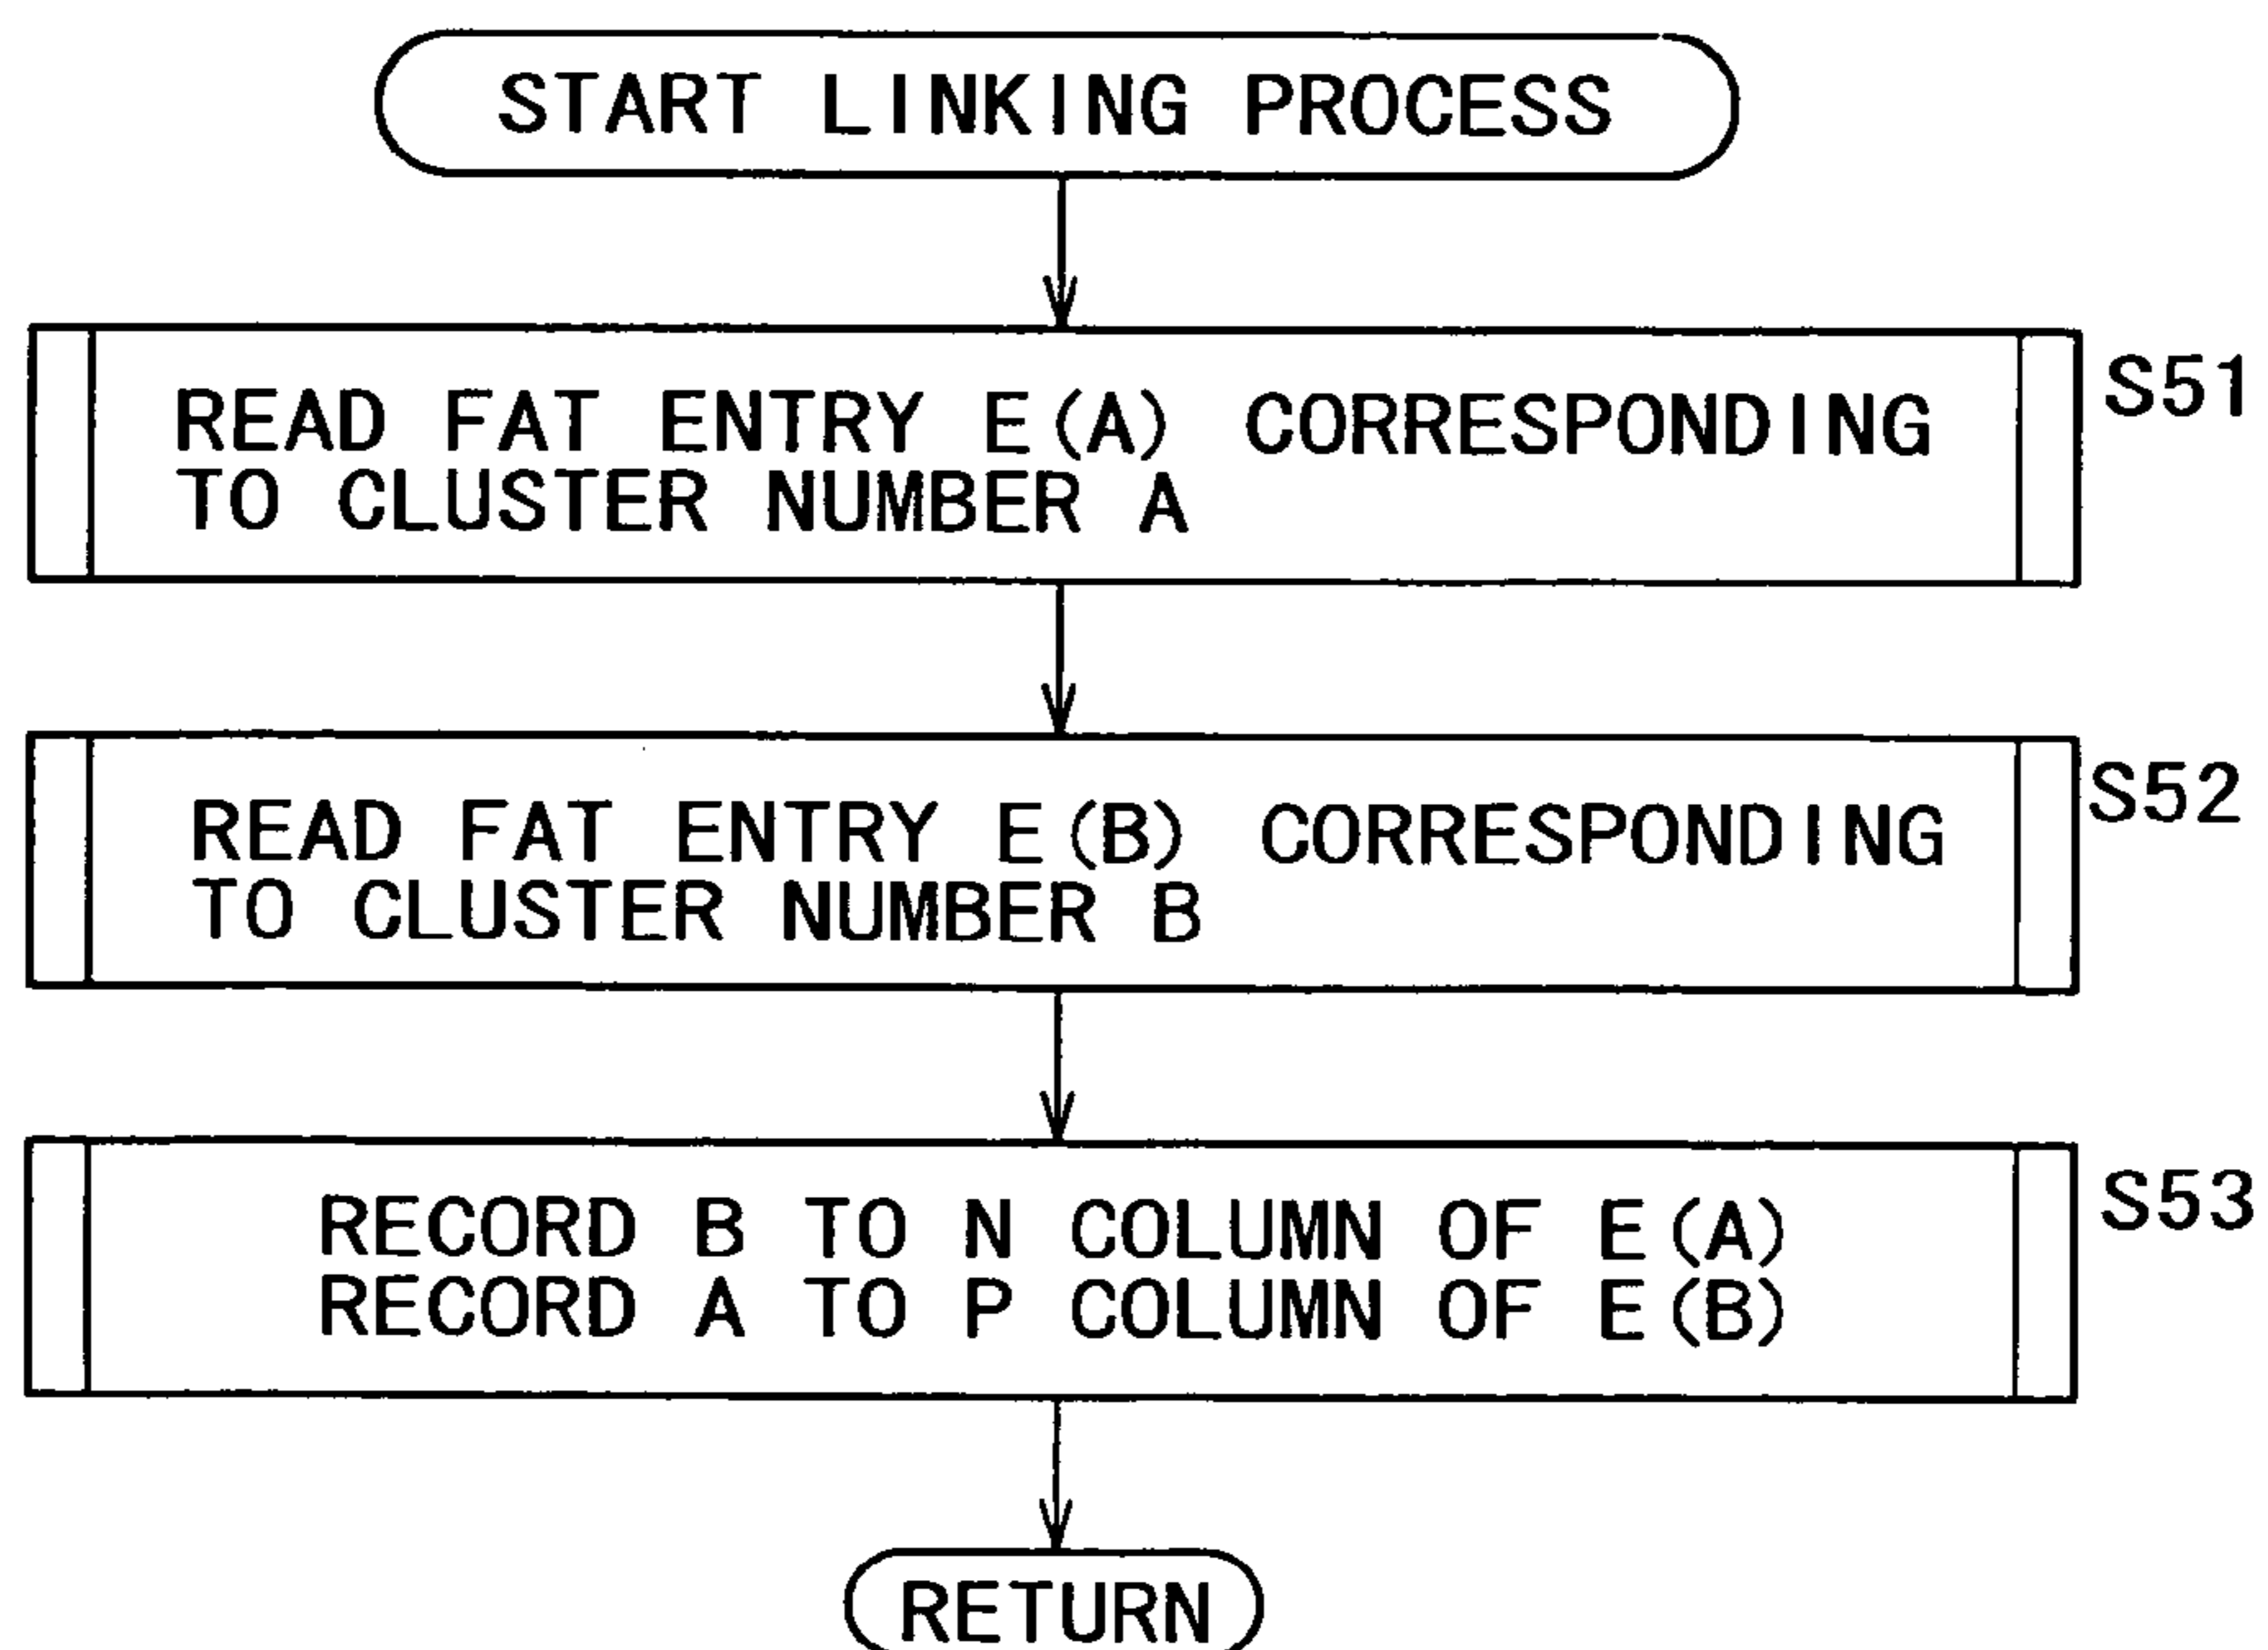 START LINKING PROCESS
READ FAT ENTRY E(A) CORRESPONDING
TO CLUSTER NUMBER A
S51
READ FAT ENTRY E(B) CORRESPONDING
TO CLUSTER NUMBER B
S52
RECORD B TO N COLUMN OF E(A)
RECORD A TO P COLUMN OF E(B)
S53
RETURN